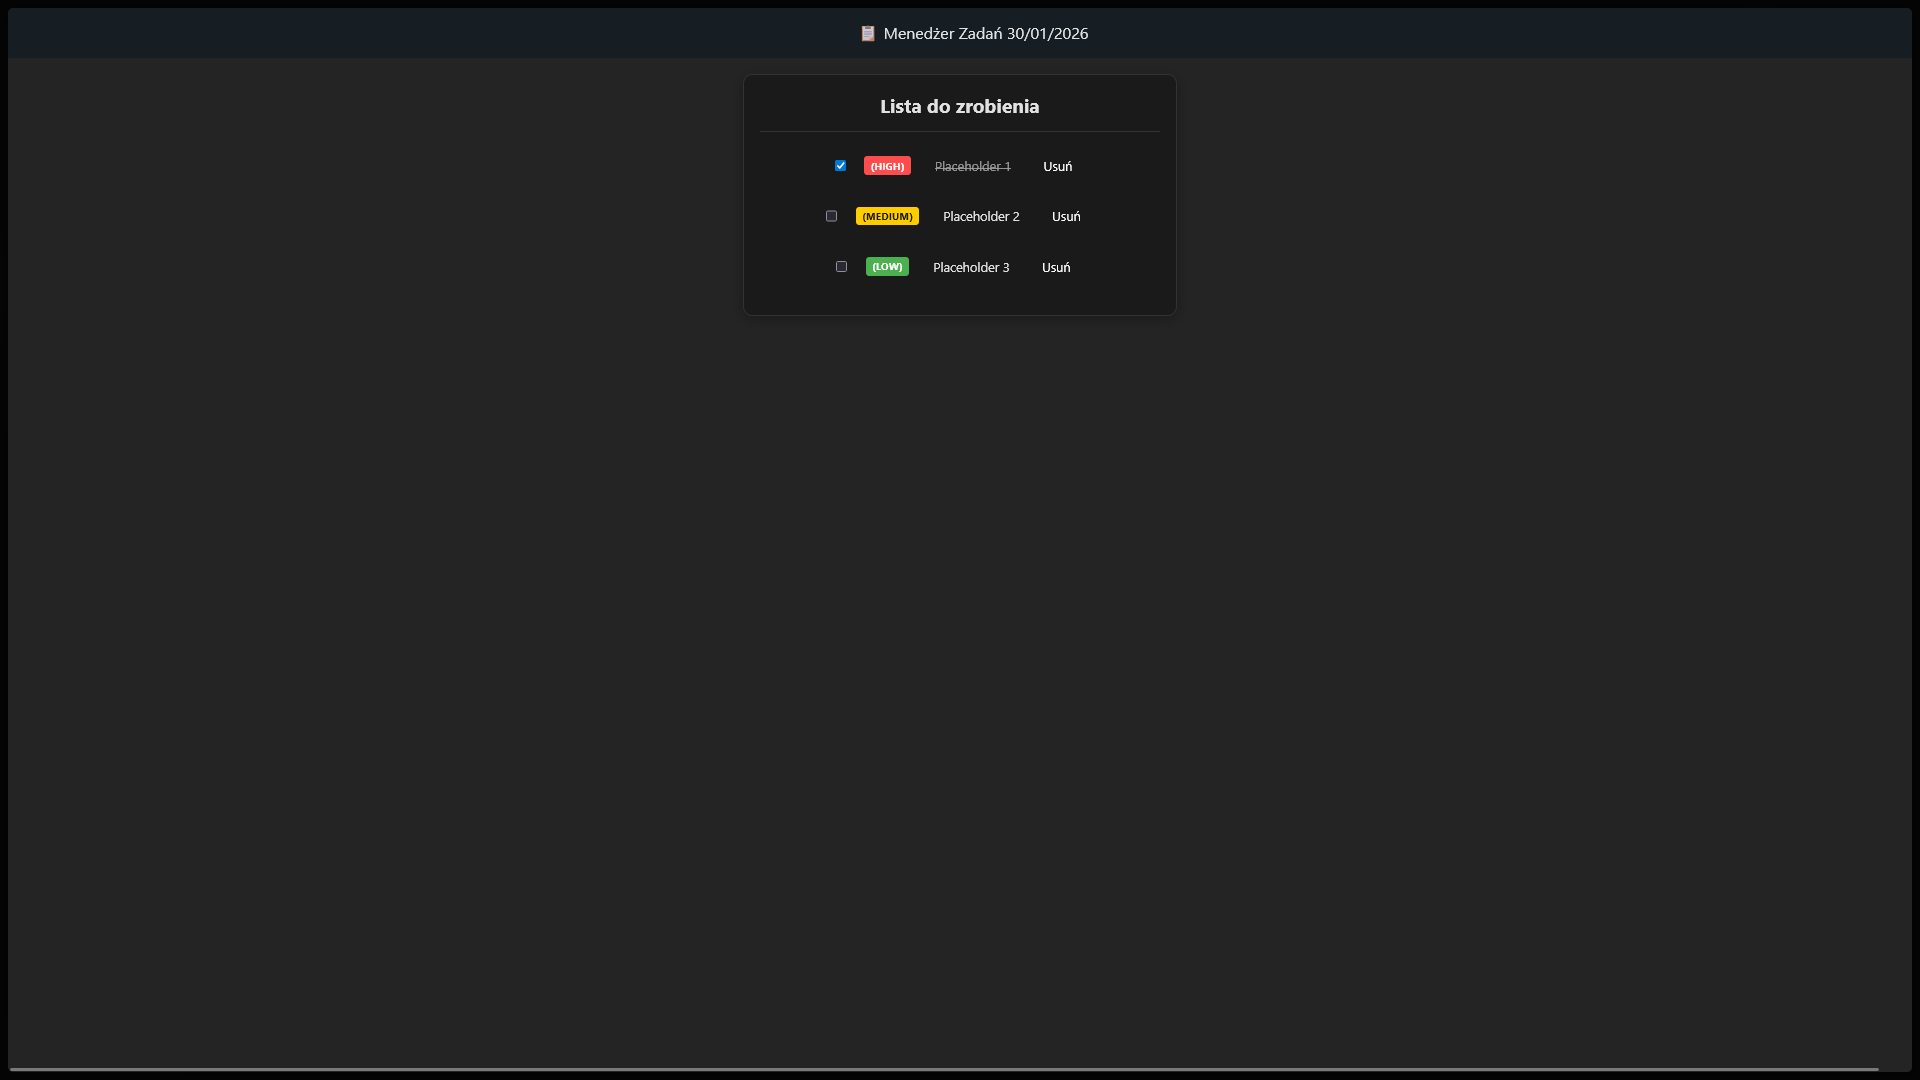 📋 Menedżer Zadań 30/01/2026
Lista do zrobienia
(HIGH) Placeholder 1 Usuń
(MEDIUM) Placeholder 2 Usuń
(LOW) Placeholder 3 Usuń